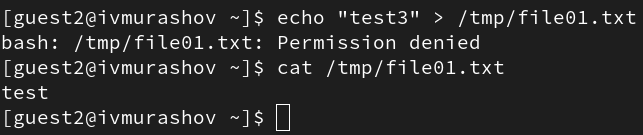 [guest2@ivmurashov ~]$ echo "test3" > /tmp/file01.txt
bash: /tmp/file01.txt: Permission denied
[guest2@ivmurashov ~]$ cat /tmp/file01.txt
test
[guest2@ivmurashov ~]$